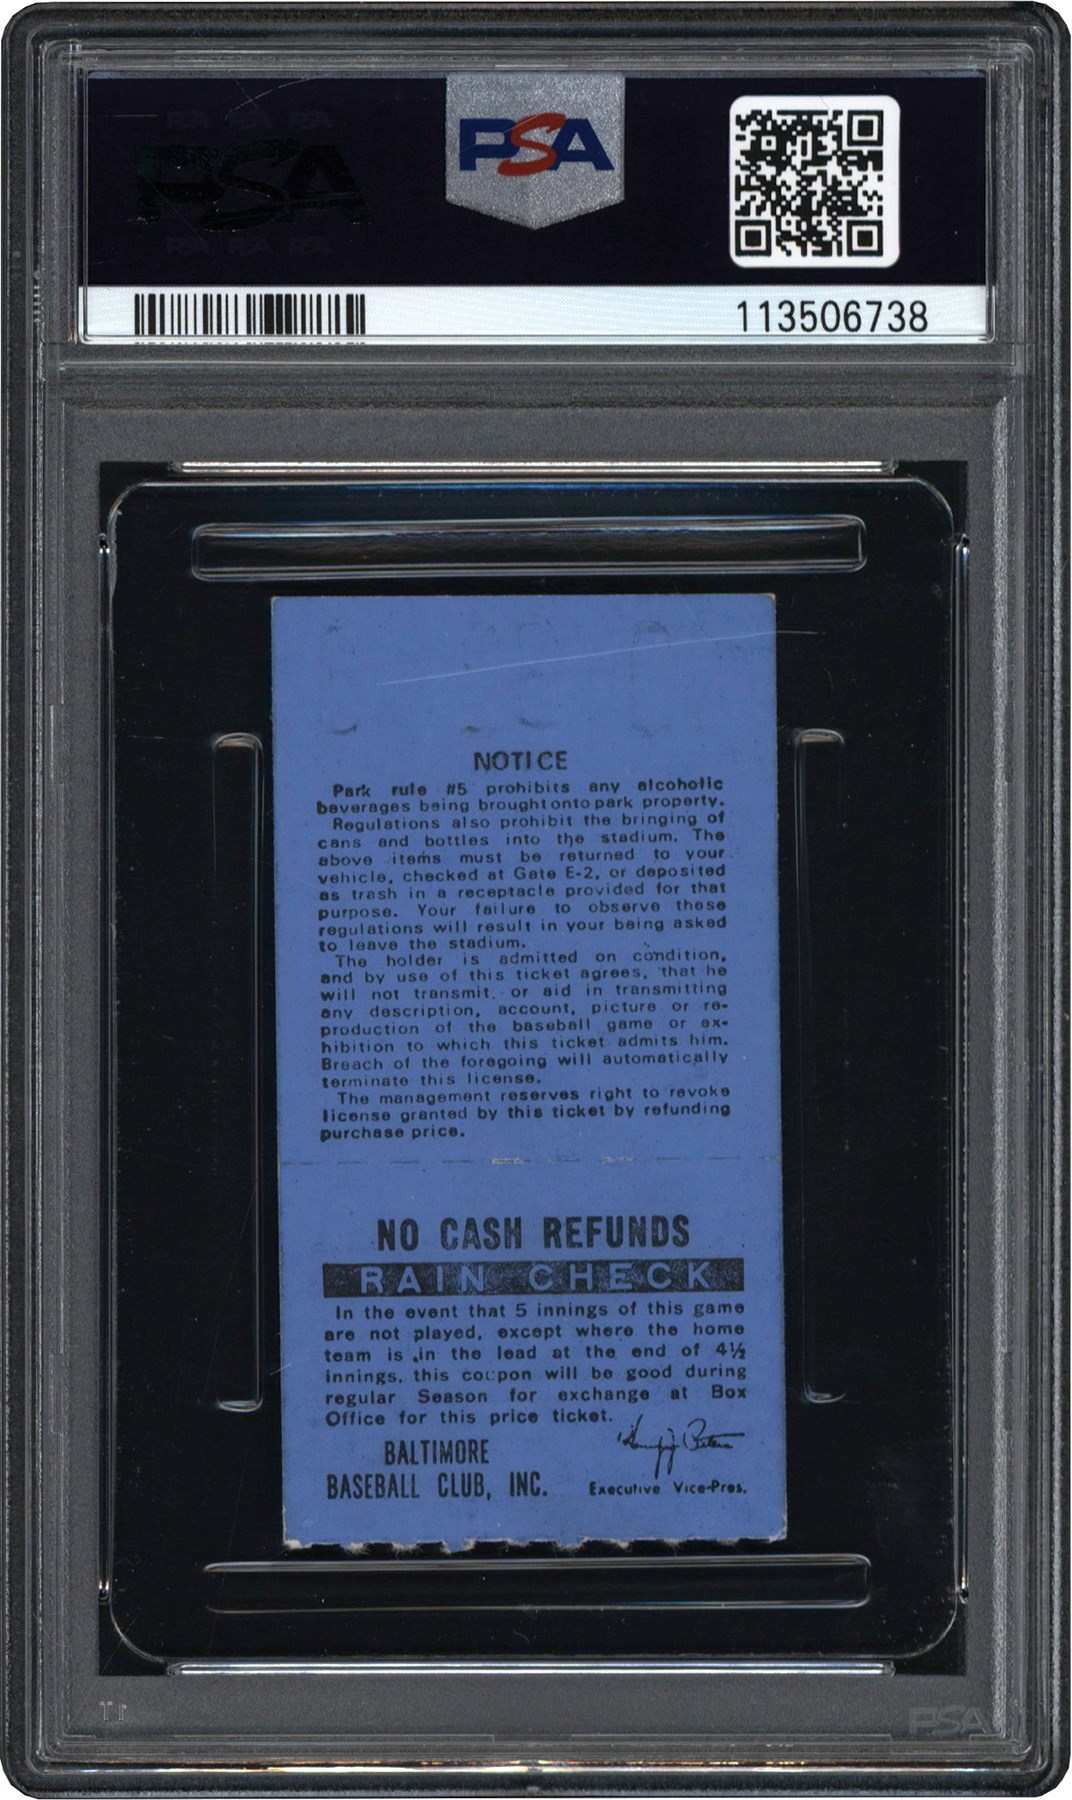 PSA
PSA
113506738
NOTICE
Park rule #5 prohibits any alcoholic
beverages being brought onto park property.
Regulations also prohibit the bringing of
cans and bottles into the stadium. The
above items must be returned to your
vehicle, checked at Gate E-2, or deposited
as trash in a receptacle provided for that
purpose. Your failure to observe these
regulations will result in your being asked
to leave the stadium.
The holder is admitted on condition,
and by use of this ticket agrees, that he
will not transmit or aid in transmitting
any description, account, picture or re-
production of the baseball game or ex-
hibition to which this ticket admits him.
Breach of the foregoing will automatically
terminate this license.
The management reserves right to revoke
license granted by this ticket by refunding
purchase price.
NO CASH REFUNDS
RAIN CHECK
In the event that 5 innings of this game
are not played, except where the home
team is in the lead at the end of 4½
innings, this coupon will be good during
regular Season for exchange at Box
Office for this price ticket.
BALTIMORE
BASEBALL CLUB, INC.
Executive Vice-Pres.
PSA